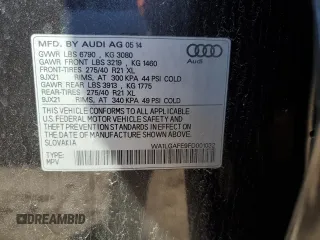 MFD. BY AUDI AG 05 14
GVWR LBS 6790 , KG 3080
GAWR FRONT LBS 3219 , KG 1460
FRONT-TIRES: 275/40 R21 XL
9JX21 RIMS, AT 300 KPA 44 PSI COLD
GAWR REAR LBS 3913 , KG 1775
REAR-TIRES: 275/40 R21 XL
9JX21 RIMS, AT 340 KPA 49 PSI COLD
Audi
THIS VEHICLE CONFORMS TO ALL APPLICABLE
U.S. FEDERAL MOTOR VEHICLE SAFETY
STANDARDS IN EFFECT ON THE DATE OF
MANUFACTURE SHOWN ABOVE.
SLOVAKIA
TYPE:
MPV
DREAMBID